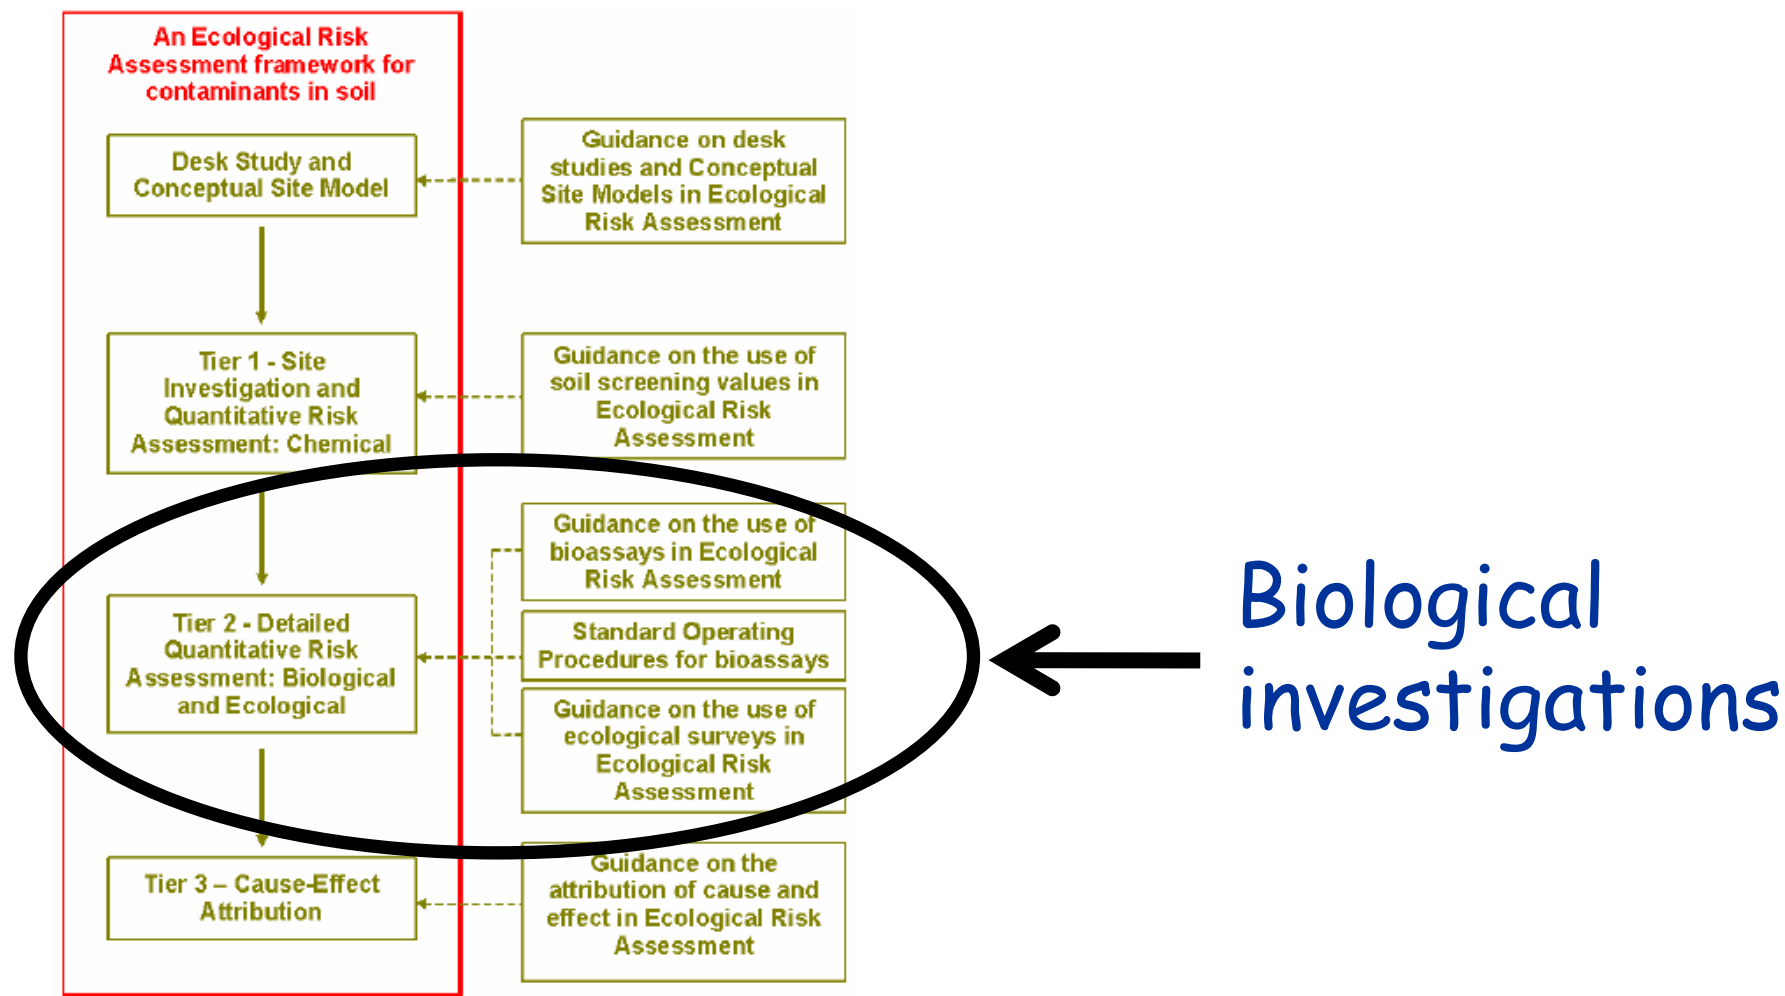 An Ecological Risk
Assessment framework for
contaminants in soil
Desk Study and
Conceptual Site Model
Guidance on desk
studies and Conceptual
Site Models in Ecological
Risk Assessment
Tier 1 - Site
Investigation and
Quantitative Risk
Assessment: Chemical
Guidance on the use of
soil screening values in
Ecological Risk
Assessment
Tier 2 - Detailed
Quantitative Risk
Assessment: Biological
and Ecological
Guidance on the use of
bioassays in Ecological
Risk Assessment
Standard Operating
Procedures for bioassays
Guidance on the use of
ecological surveys in
Ecological Risk
Assessment
Tier 3 – Cause-Effect
Attribution
Guidance on the
attribution of cause and
effect in Ecological Risk
Assessment
Biological
investigations